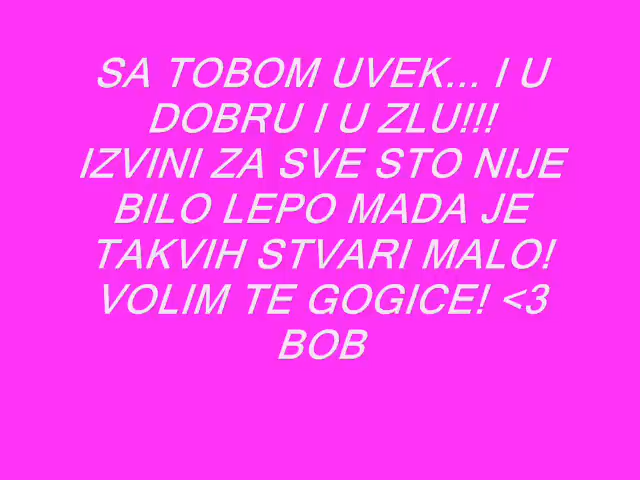 SA TOBOM UVEK... I U
DOBRU I U ZLU!!!
IZVINI ZA SVE STO NIJE
BILO LEPO MADA JE
TAKVIH STVARI MALO!
VOLIM TE GOGICE! <3
BOB